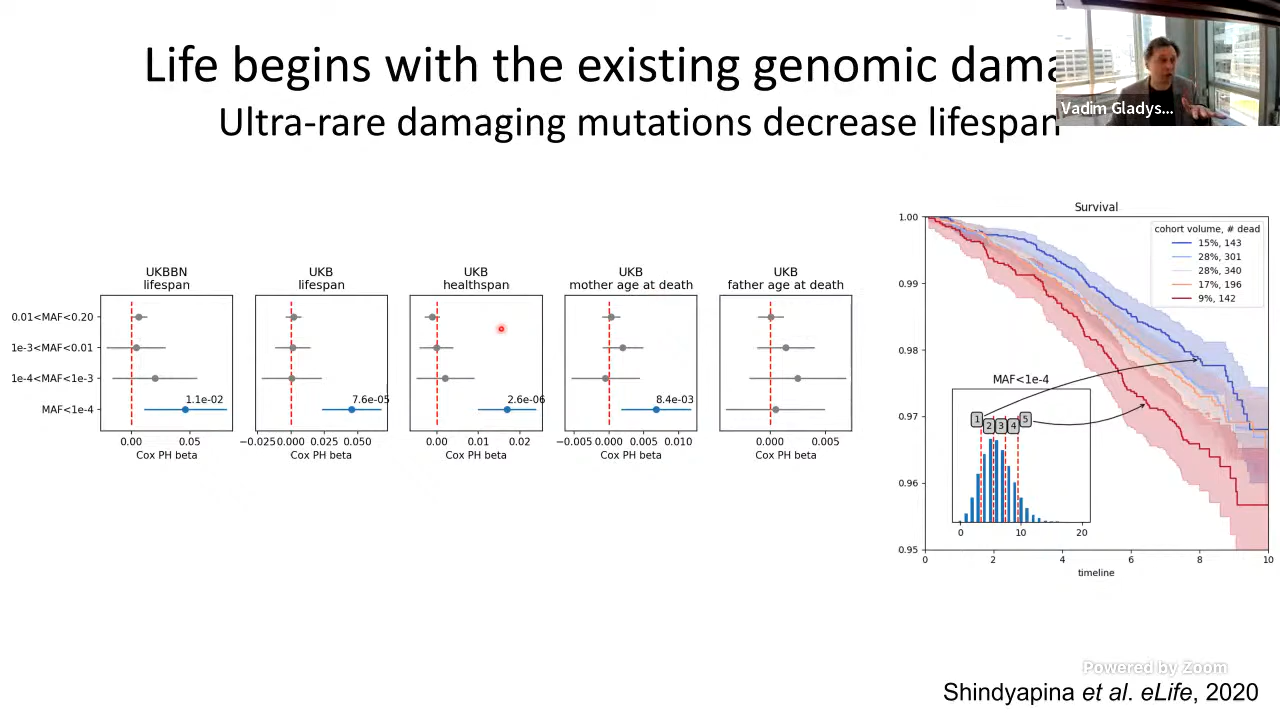 Life begins with the existing genomic dama
Ultra-rare damaging mutations decrease lifespan
Vadim Gladys...
UKBBN
lifespan
UKB
lifespan
UKB
healthspan
UKB
mother age at death
UKB
father age at death
0.01<MAF<0.20
1e-3<MAF<0.01
1e-4<MAF<1e-3
MAF<1e-4
1.1e-02
7.6e-05
2.6e-06
8.4e-03
0.00 0.05
−0.025 0.000 0.025 0.050
0.00 0.01 0.02
−0.005 0.000 0.005 0.010
0.000 0.005
Cox PH beta
Cox PH beta
Cox PH beta
Cox PH beta
Cox PH beta
Survival
cohort volume, # dead
15%, 143
28%, 301
28%, 340
17%, 196
9%, 142
1.00
0.99
0.98
0.97
0.96
0.95
MAF<1e-4
1 2 3 4 5
0 10 20
0 2 4 6 8 10
timeline
Powered by Zoom
Shindyapina et al. eLife, 2020